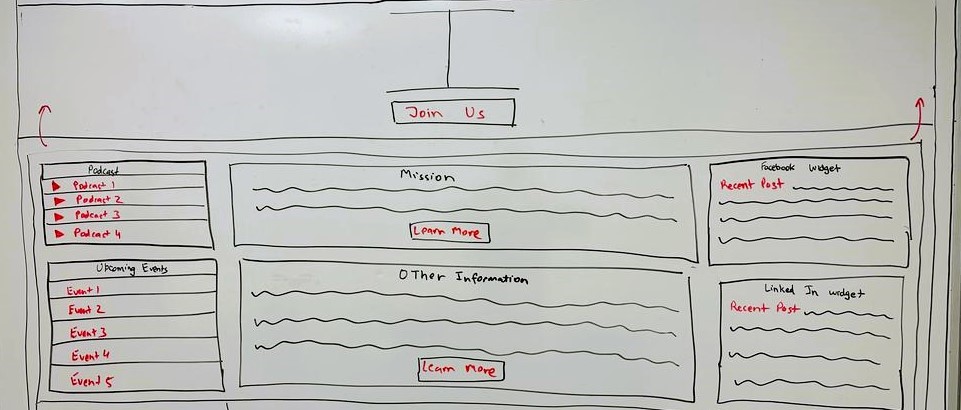 Join Us
Podcast
Podcast 1
Podcast 2
Podcast 3
Podcast 4
Upcoming Events
Event 1
Event 2
Event 3
Event 4
Event 5
Mission
Learn More
Other Information
Learn More
Facebook Widget
Recent Post
Linked In widget
Recent Post